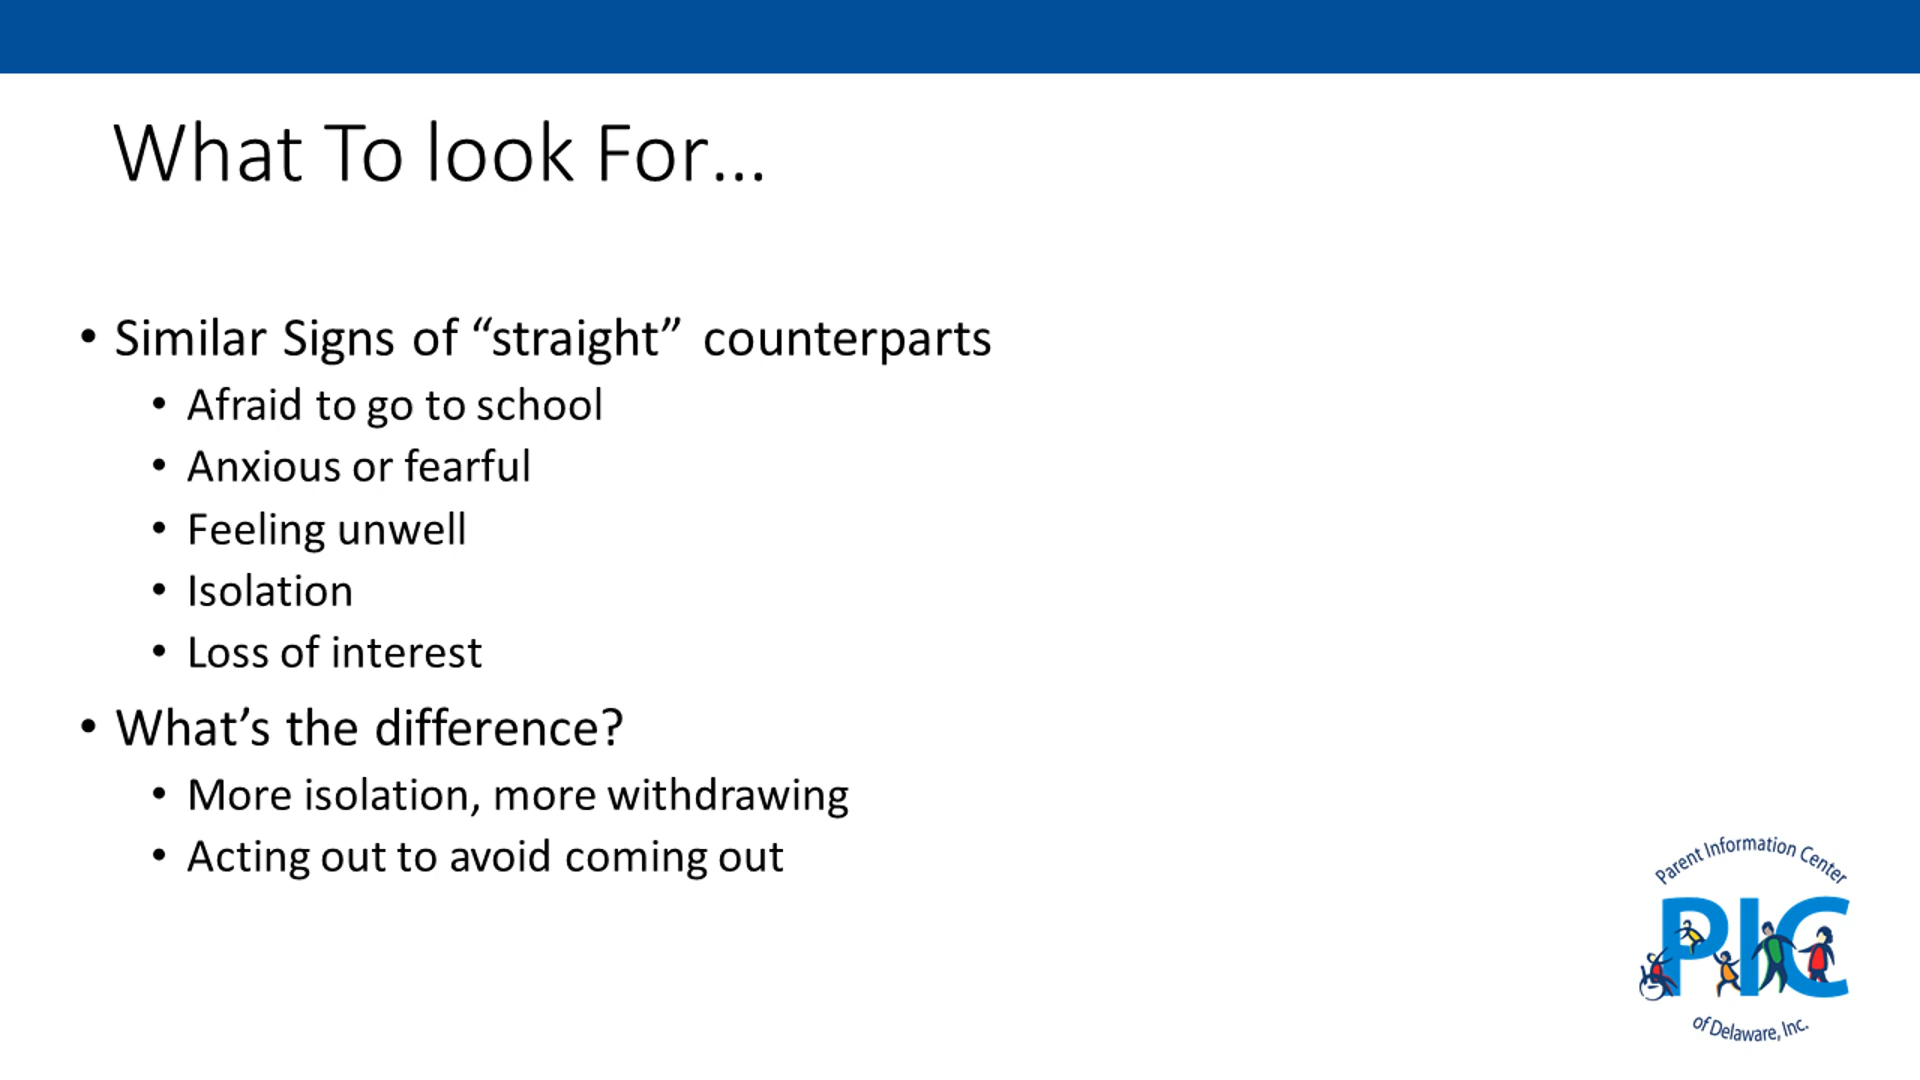 What To look For...
• Similar Signs of “straight” counterparts
• Afraid to go to school
• Anxious or fearful
• Feeling unwell
• Isolation
• Loss of interest
• What’s the difference?
• More isolation, more withdrawing
• Acting out to avoid coming out
Parent Information Center
PIC
of Delaware, Inc.